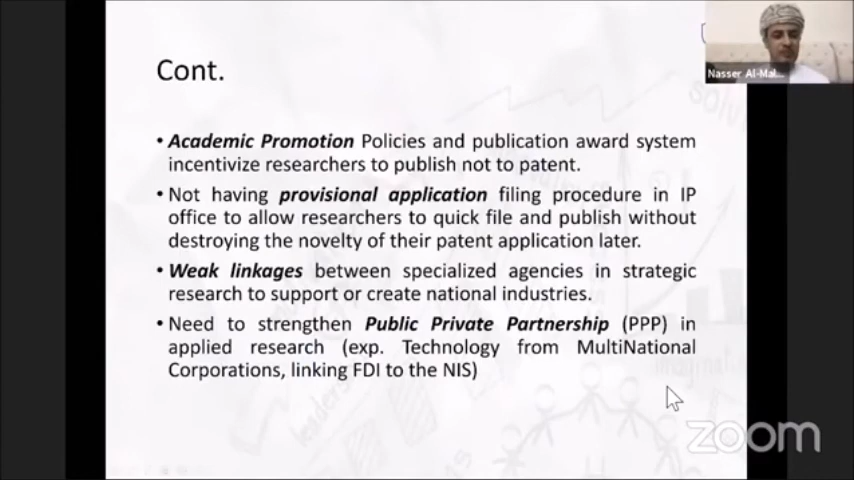 Cont.
Nasser Al-Mal...
• Academic Promotion Policies and publication award system
incentivize researchers to publish not to patent.
• Not having provisional application filing procedure in IP
office to allow researchers to quick file and publish without
destroying the novelty of their patent application later.
• Weak linkages between specialized agencies in strategic
research to support or create national industries.
• Need to strengthen Public Private Partnership (PPP) in
applied research (exp. Technology from MultiNational
Corporations, linking FDI to the NIS)
zoom